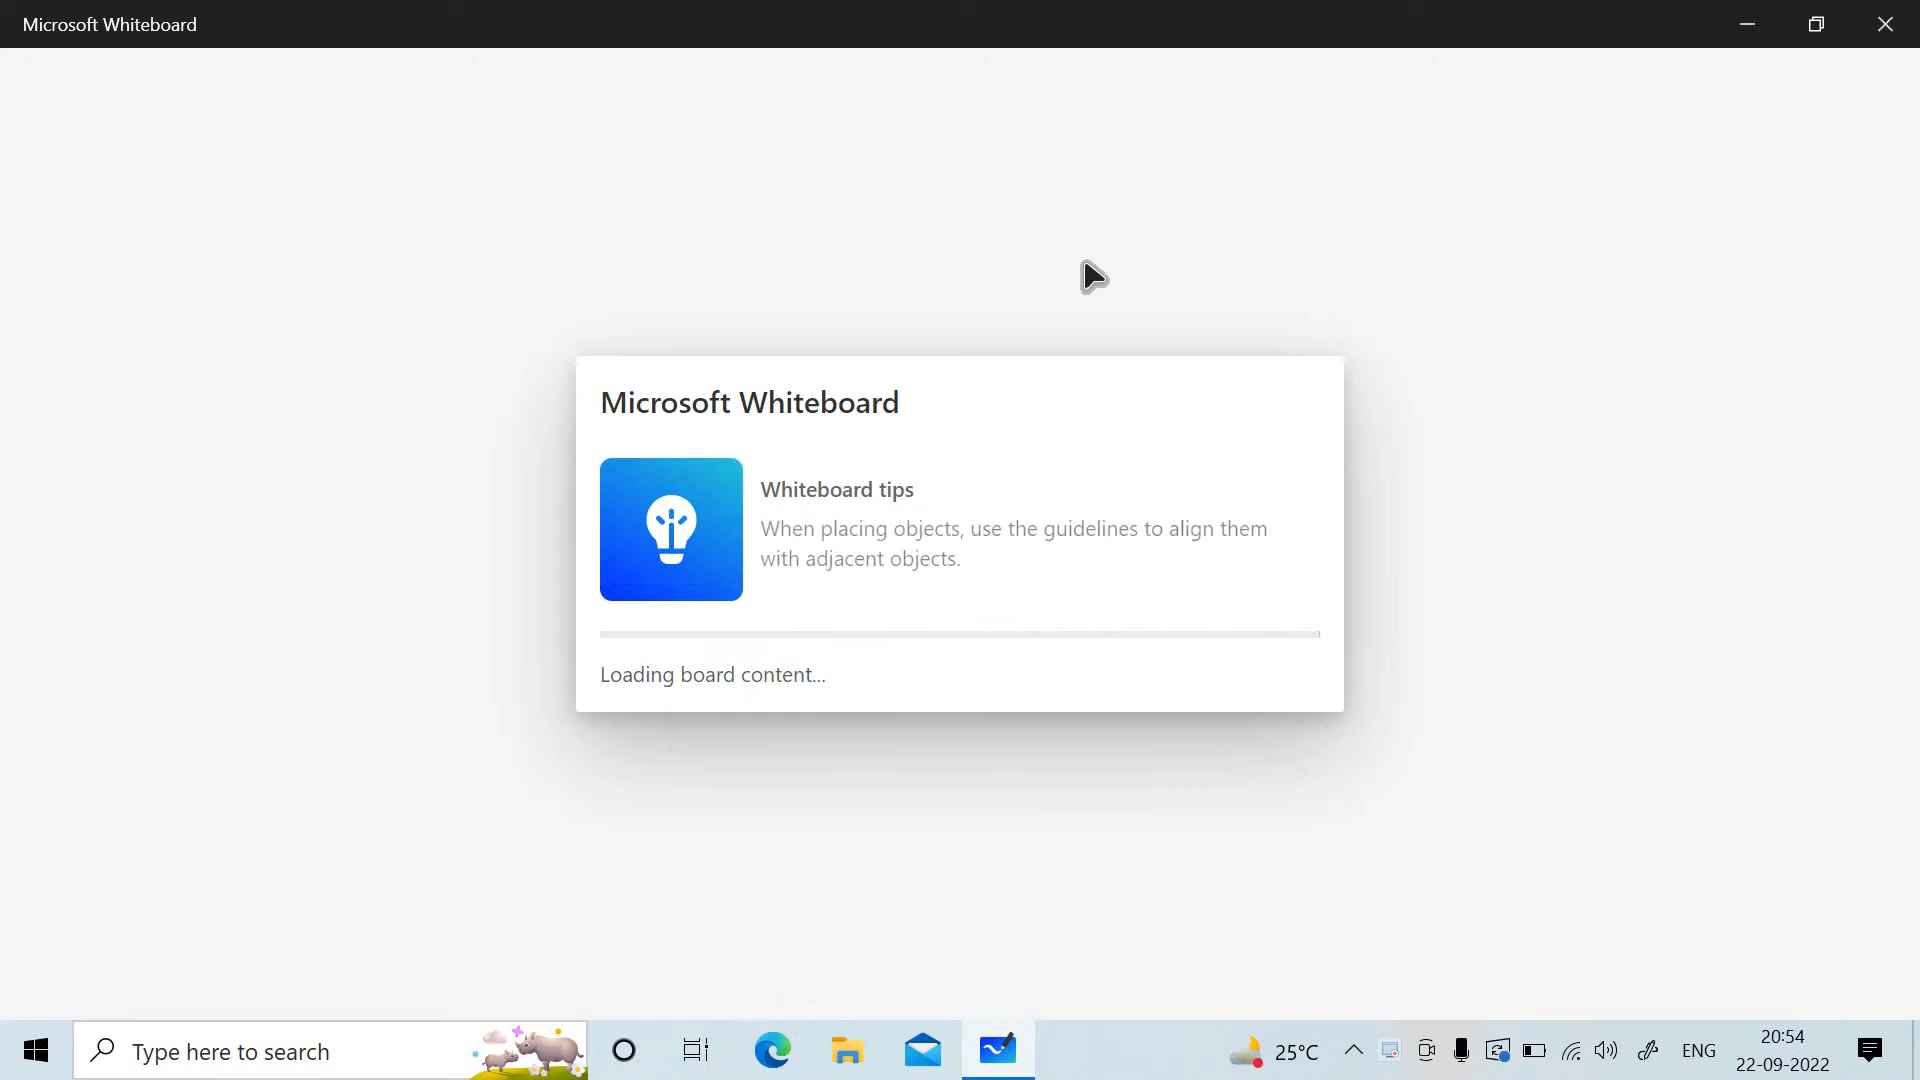 Microsoft Whiteboard
Microsoft Whiteboard
Whiteboard tips
When placing objects, use the guidelines to align them
with adjacent objects.
Loading board content...
Type here to search
25°C
ENG
20:54
22-09-2022